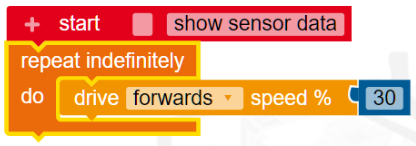 + start show sensor data
repeat indefinitely
do drive forwards speed % 30